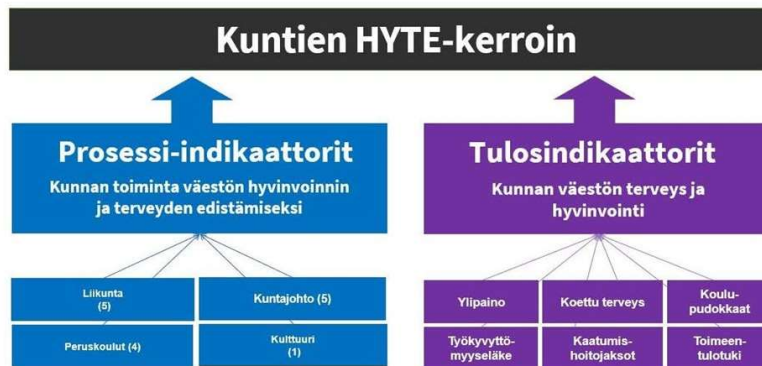 Kuntien HYTE-kerroin
Prosessi-indikaattorit
Kunnan toiminta väestön hyvinvoinnin
ja terveyden edistämiseksi
Tulosindikaattorit
Kunnan väestön terveys ja
hyvinvointi
Liikunta
(5)
Kuntajohto (5)
Peruskoulut (4)
Kulttuuri
(1)
Ylipaino
Koettu terveys
Koulu-
pudokkaat
Työkyvyttö-
myyseläke
Kaatumis-
hoitojaksot
Toimeen-
tulotuki